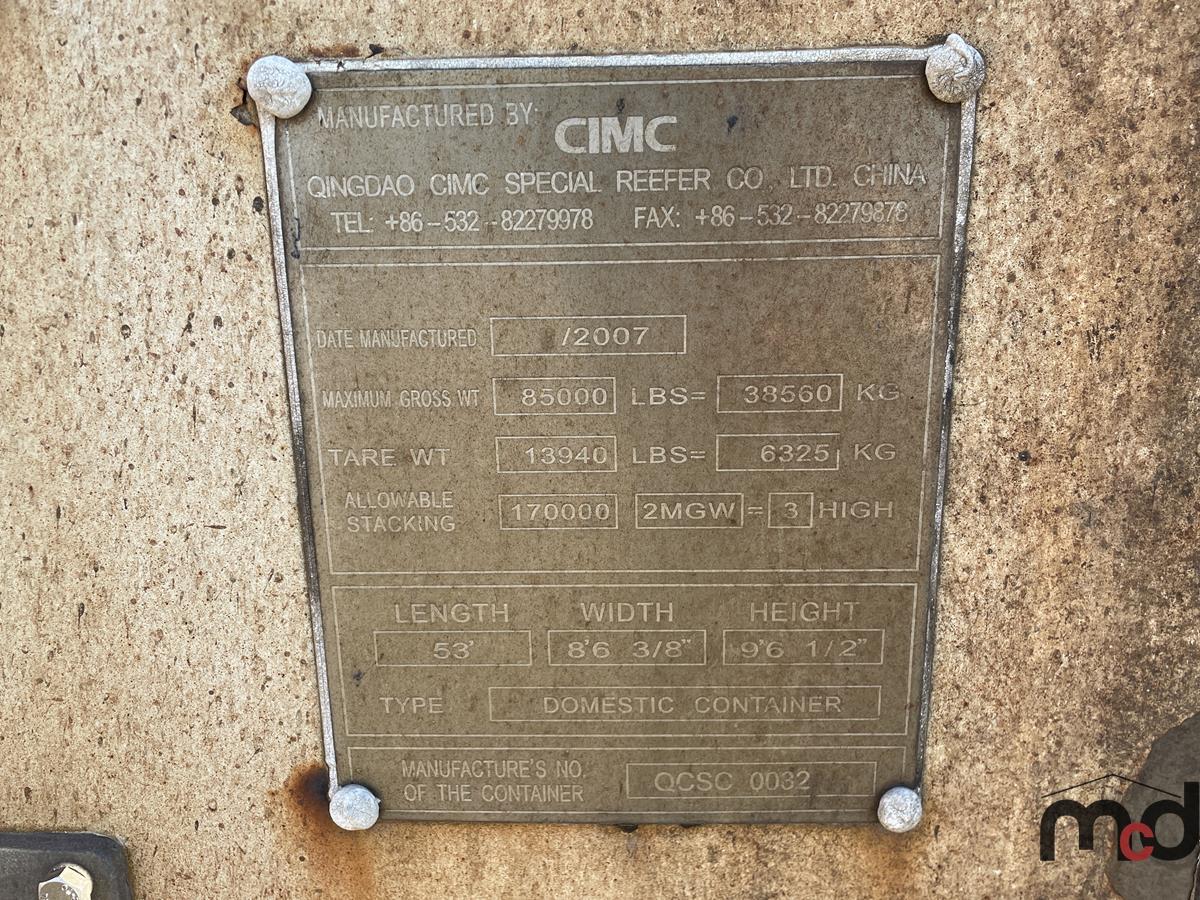 MANUFACTURED BY:
CIMC
QINGDAO CIMC SPECIAL REEFER CO., LTD. CHINA
TEL: +86-532-82279978 FAX: +86-532-82279878
DATE MANUFACTURED /2007
MAXIMUM GROSS WT 85000 LBS= 38560 KG
TARE WT 13940 LBS= 6325 KG
ALLOWABLE
STACKING 170000 2MGW = 3 HIGH
LENGTH WIDTH HEIGHT
53' 8'6 3/8" 9'6 1/2"
TYPE DOMESTIC CONTAINER
MANUFACTURE'S NO.
OF THE CONTAINER QCSC 0032
mcd